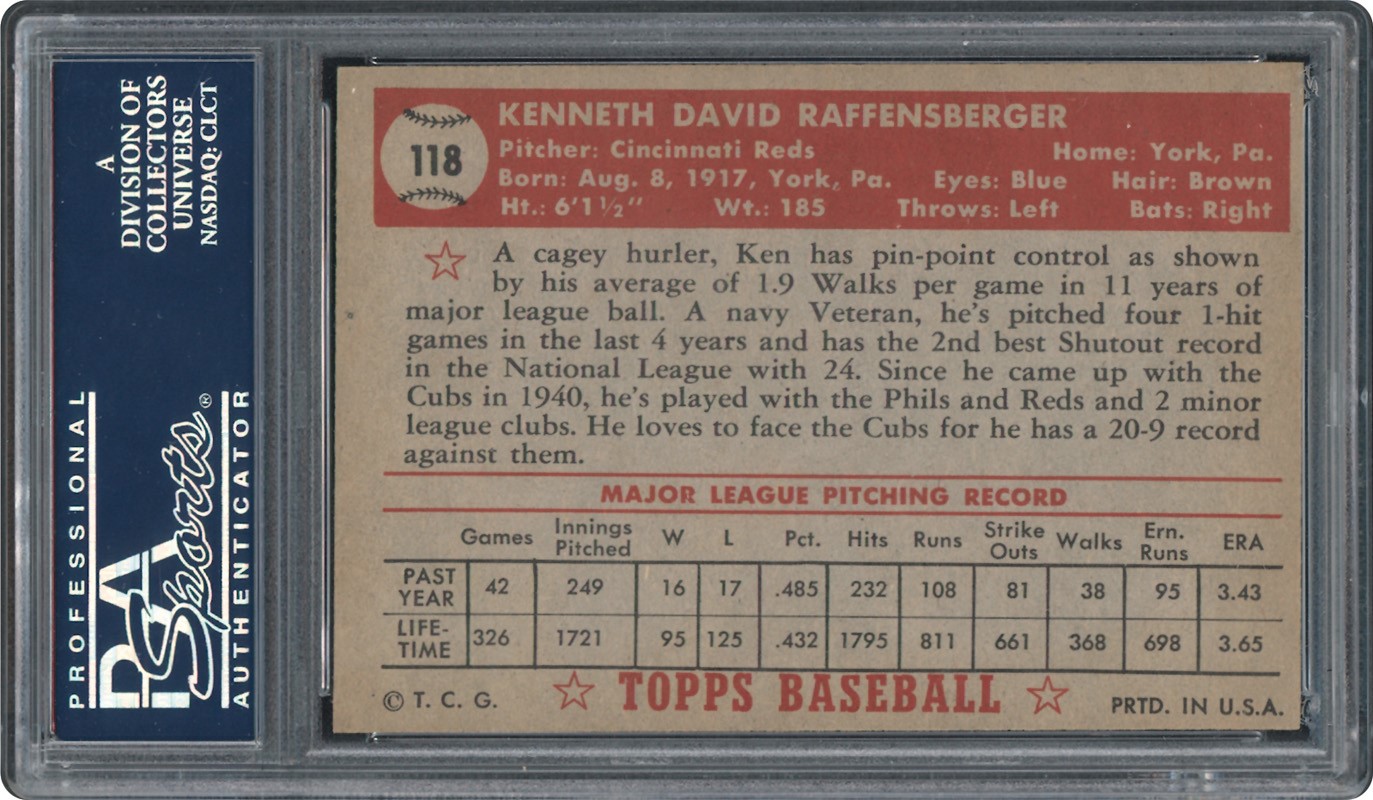 A
DIVISION OF
COLLECTORS
UNIVERSE
NASDAQ: CLCT
PROFESSIONAL
PSA
Sports®
AUTHENTICATOR
118
KENNETH DAVID RAFFENSBERGER
Pitcher: Cincinnati Reds Home: York, Pa.
Born: Aug. 8, 1917, York, Pa. Eyes: Blue Hair: Brown
Ht.: 6'1½" Wt.: 185 Throws: Left Bats: Right
A cagey hurler, Ken has pin-point control as shown
by his average of 1.9 Walks per game in 11 years of
major league ball. A navy Veteran, he's pitched four 1-hit
games in the last 4 years and has the 2nd best Shutout record
in the National League with 24. Since he came up with the
Cubs in 1940, he's played with the Phils and Reds and 2 minor
league clubs. He loves to face the Cubs for he has a 20-9 record
against them.
MAJOR LEAGUE PITCHING RECORD
Games Innings Pitched W L Pct. Hits Runs Strike Outs Walks Ern. Runs ERA
PAST YEAR 42 249 16 17 .485 232 108 81 38 95 3.43
LIFE-TIME 326 1721 95 125 .432 1795 811 661 368 698 3.65
© T. C. G. TOPPS BASEBALL PRTD. IN U.S.A.